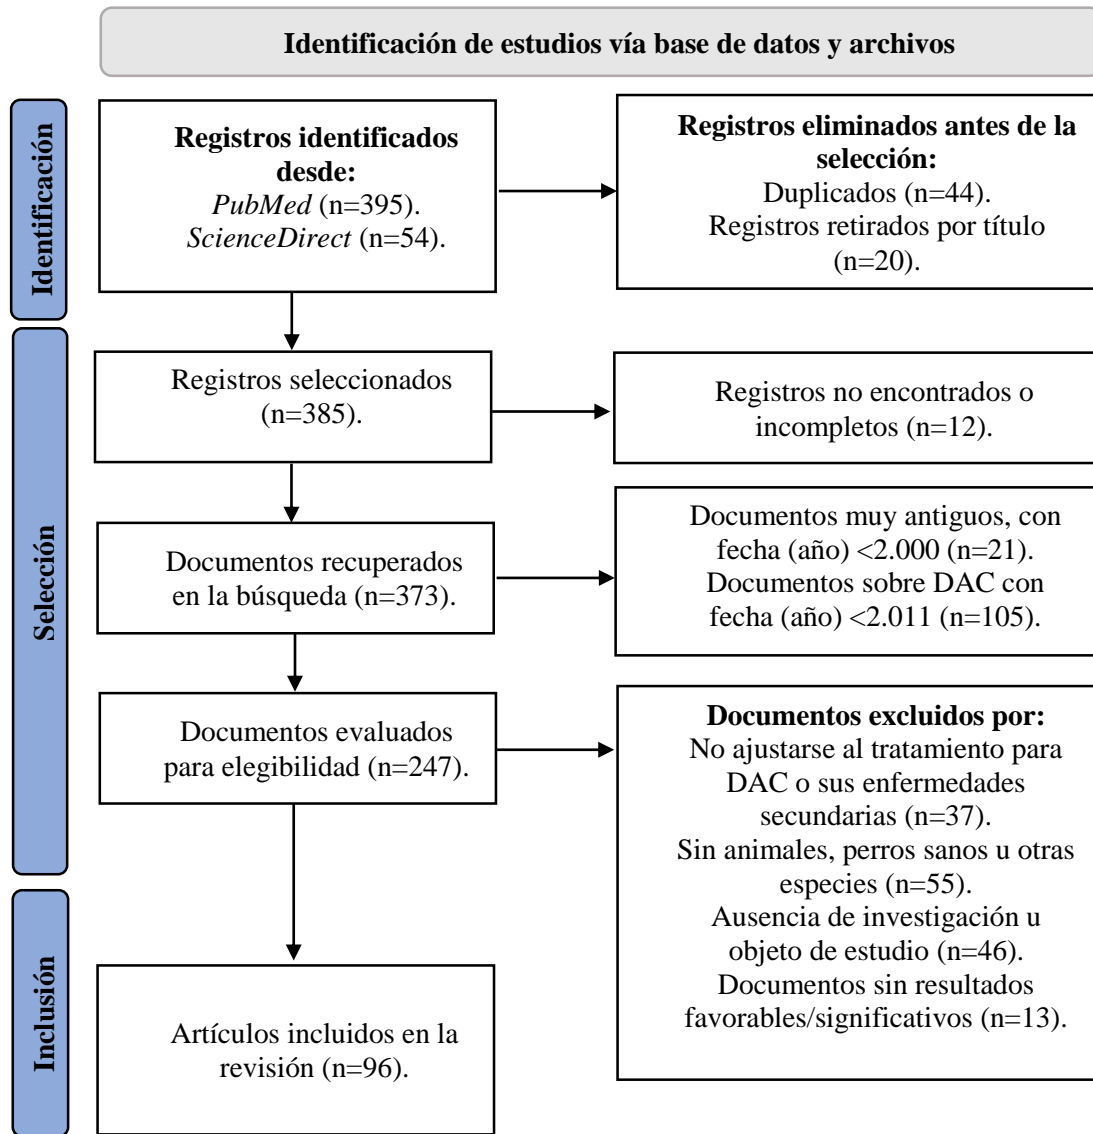 Identificación de estudios vía base de datos y archivos
Identificación
Registros identificados
desde:
PubMed (n=395).
ScienceDirect (n=54).
Registros eliminados antes de la
selección:
Duplicados (n=44).
Registros retirados por título
(n=20).
Selección
Registros seleccionados
(n=385).
Registros no encontrados o
incompletos (n=12).
Documentos recuperados
en la búsqueda (n=373).
Documentos muy antiguos, con
fecha (año) <2.000 (n=21).
Documentos sobre DAC con
fecha (año) <2.011 (n=105).
Documentos evaluados
para elegibilidad (n=247).
Documentos excluidos por:
No ajustarse al tratamiento para
DAC o sus enfermedades
secundarias (n=37).
Sin animales, perros sanos u otras
especies (n=55).
Ausencia de investigación u
objeto de estudio (n=46).
Documentos sin resultados
favorables/significativos (n=13).
Inclusión
Artículos incluidos en la
revisión (n=96).